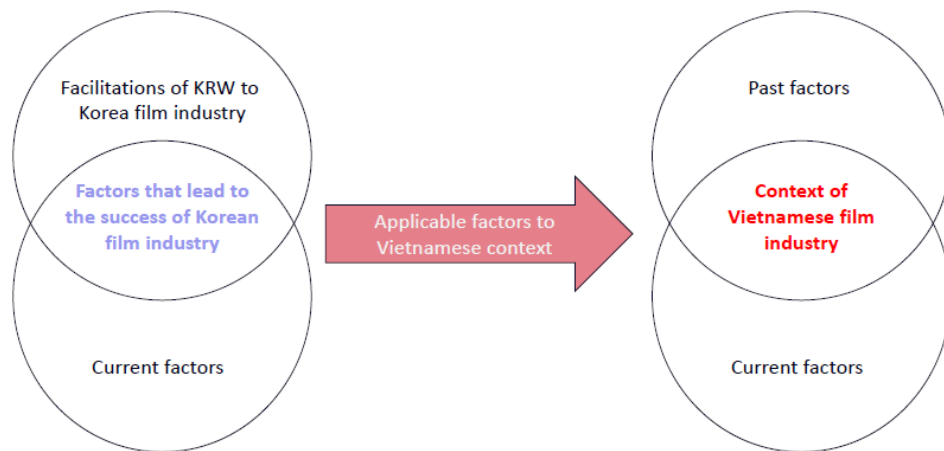 Facilitations of KRW to
Korea film industry
Factors that lead to
the success of Korean
film industry
Current factors
Applicable factors to
Vietnamese context
Past factors
Context of
Vietnamese film
industry
Current factors